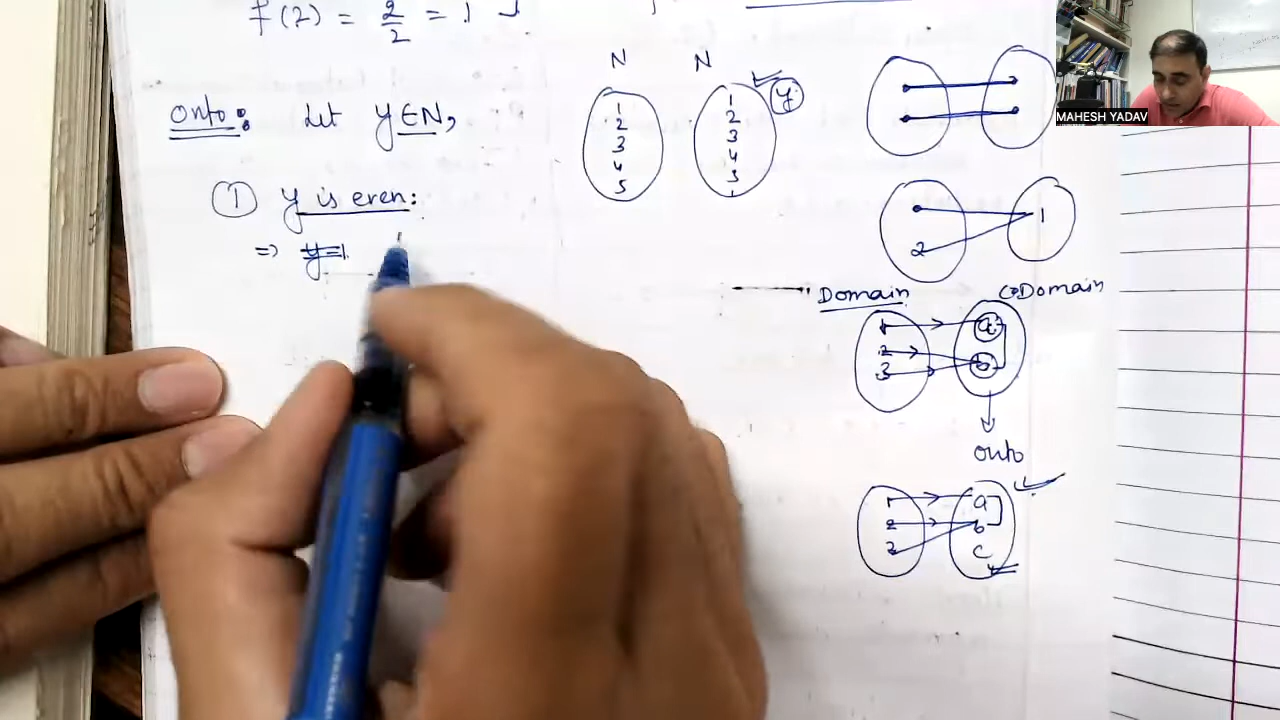 f(2) = 2/2 = 1
Onto: Let y ∈ N,
① y is even:
⇒ y=1
N N
1 1
2 2
3 3
4 4
5 5
y
1
2
Domain CoDomain
1 a
2 b
3
onto
1 a
2 b
3 c
MAHESH YADAV